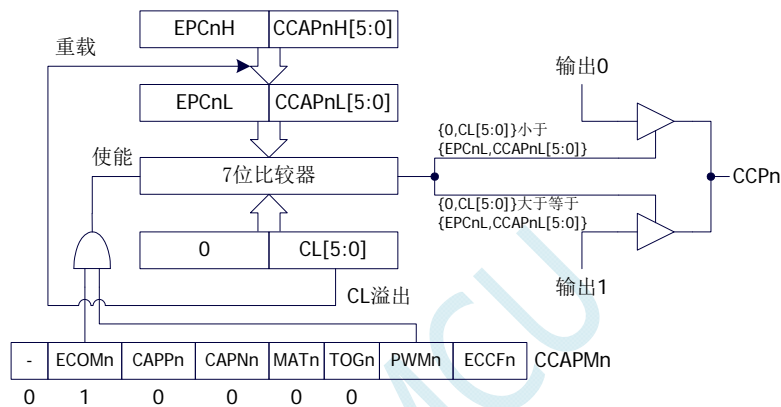 EPCnH CCAPnH[5:0]
重载
EPCnL CCAPnL[5:0]
输出0
{0,CL[5:0]}小于
{EPCnL,CCAPnL[5:0]}
使能
7位比较器
CCPn
{0,CL[5:0]}大于等于
{EPCnL,CCAPnL[5:0]}
0 CL[5:0]
输出1
CL溢出
- ECOMn CAPPn CAPNn MATn TOGn PWMn ECCFn CCAPMn
0 1 0 0 0 0
MCU